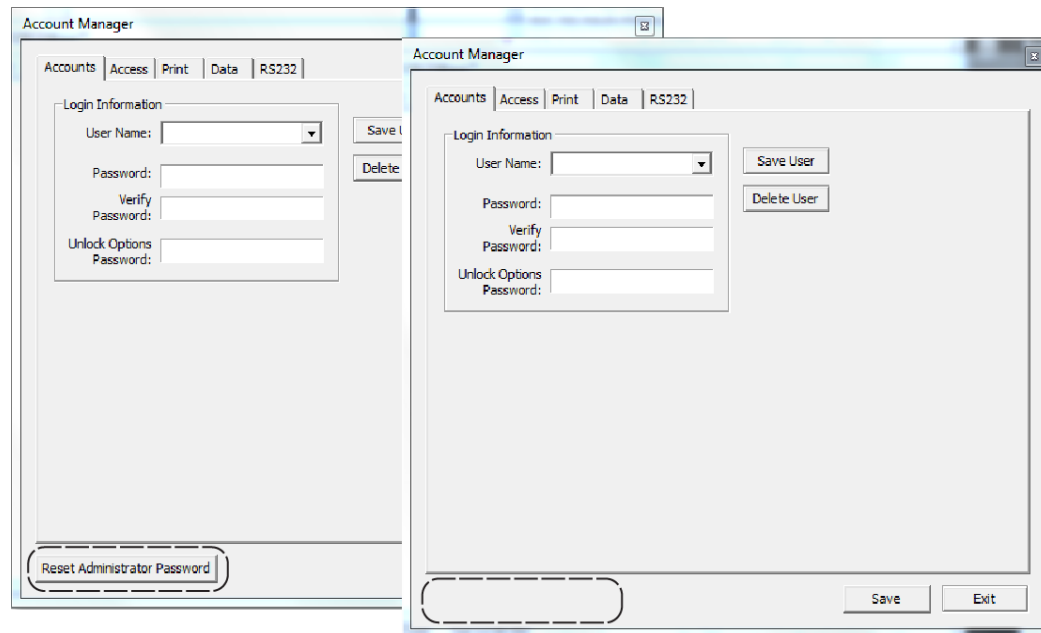 Account Manager
Accounts Access Print Data RS232
Login Information
User Name:
Save
Password:
Delete
Verify
Password:
Unlock Options
Password:
Reset Administrator Password
Account Manager
Accounts Access Print Data RS232
Login Information
User Name:
Save User
Password:
Delete User
Verify
Password:
Unlock Options
Password:
Save Exit